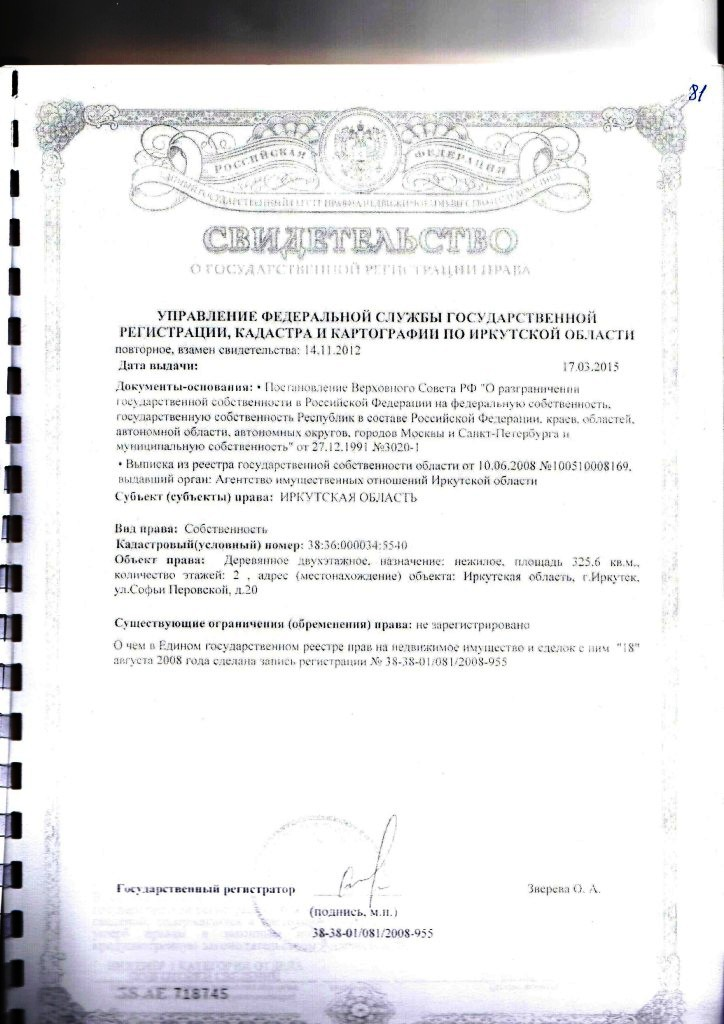 81
РОССИЙСКАЯ ФЕДЕРАЦИЯ
СВИДЕТЕЛЬСТВО
О ГОСУДАРСТВЕННОЙ РЕГИСТРАЦИИ ПРАВА
УПРАВЛЕНИЕ ФЕДЕРАЛЬНОЙ СЛУЖБЫ ГОСУДАРСТВЕННОЙ
РЕГИСТРАЦИИ, КАДАСТРА И КАРТОГРАФИИ ПО ИРКУТСКОЙ ОБЛАСТИ
повторное, взамен свидетельства: 14.11.2012
Дата выдачи: 17.03.2015
Документы-основания: • Постановление Верховного Совета РФ "О разграничении
государственной собственности в Российской Федерации на федеральную собственность,
государственную собственность Республик в составе Российской Федерации, краев, областей,
автономной области, автономных округов, городов Москвы и Санкт-Петербурга и
муниципальную собственность" от 27.12.1991 №3020-1
• Выписка из реестра государственной собственности области от 10.06.2008 №100510008169,
выдавший орган: Агентство имущественных отношений Иркутской области
Субъект (субъекты) права: ИРКУТСКАЯ ОБЛАСТЬ
Вид права: Собственность
Кадастровый(условный) номер: 38:36:000034:5540
Объект права: Деревянное двухэтажное, назначение: нежилое, площадь 325,6 кв.м.,
количество этажей: 2 , адрес (местонахождение) объекта: Иркутская область, г.Иркутск,
ул.Софьи Перовской, д.20
Существующие ограничения (обременения) права: не зарегистрировано
О чем в Едином государственном реестре прав на недвижимое имущество и сделок с ним "18"
августа 2008 года сделана запись регистрации № 38-38-01/081/2008-955
Государственный регистратор Зверева О. А.
(подпись, м.п.)
38-38-01/081/2008-955
38 АЕ 718745